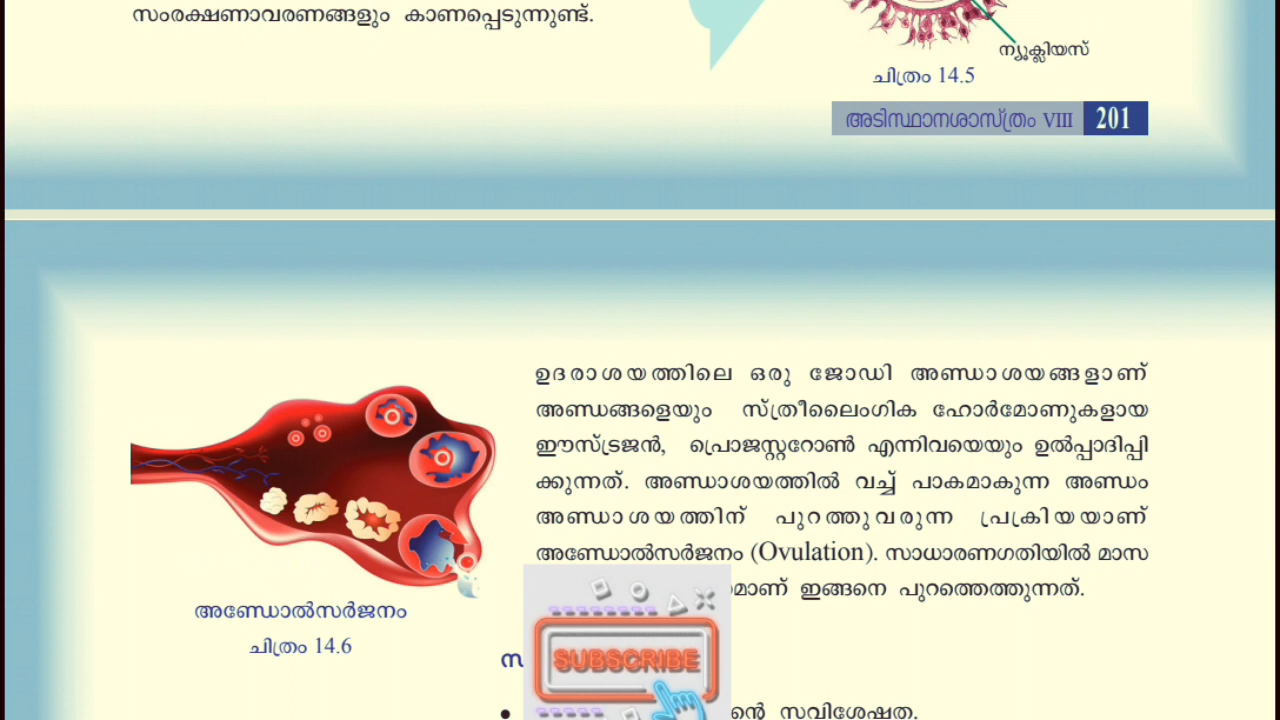 സംരക്ഷണാവരണങ്ങളും കാണപ്പെടുന്നുണ്ട്.
ന്യൂക്ലിയസ്
ചിത്രം 14.5
അടിസ്ഥാനശാസ്ത്രം VIII 201
ഉദരാശയത്തിലെ ഒരു ജോഡി അണ്ഡാശയങ്ങളാണ്
അണ്ഡങ്ങളെയും സ്ത്രീലൈംഗിക ഹോർമോണുകളായ
ഈസ്ട്രജൻ, പ്രൊജസ്റ്ററോൺ എന്നിവയെയും ഉൽപ്പാദിപ്പി
ക്കുന്നത്. അണ്ഡാശയത്തിൽ വച്ച് പാകമാകുന്ന അണ്ഡം
അണ്ഡാശയത്തിന് പുറത്തുവരുന്ന പ്രക്രിയയാണ്
അണ്ഡോൽസർജനം (Ovulation). സാധാരണഗതിയിൽ മാസ
ഇങ്ങനെ പുറത്തെത്തുന്നത്.
അണ്ഡോൽസർജനം
ചിത്രം 14.6
SUBSCRIBE
സവിശേഷത.